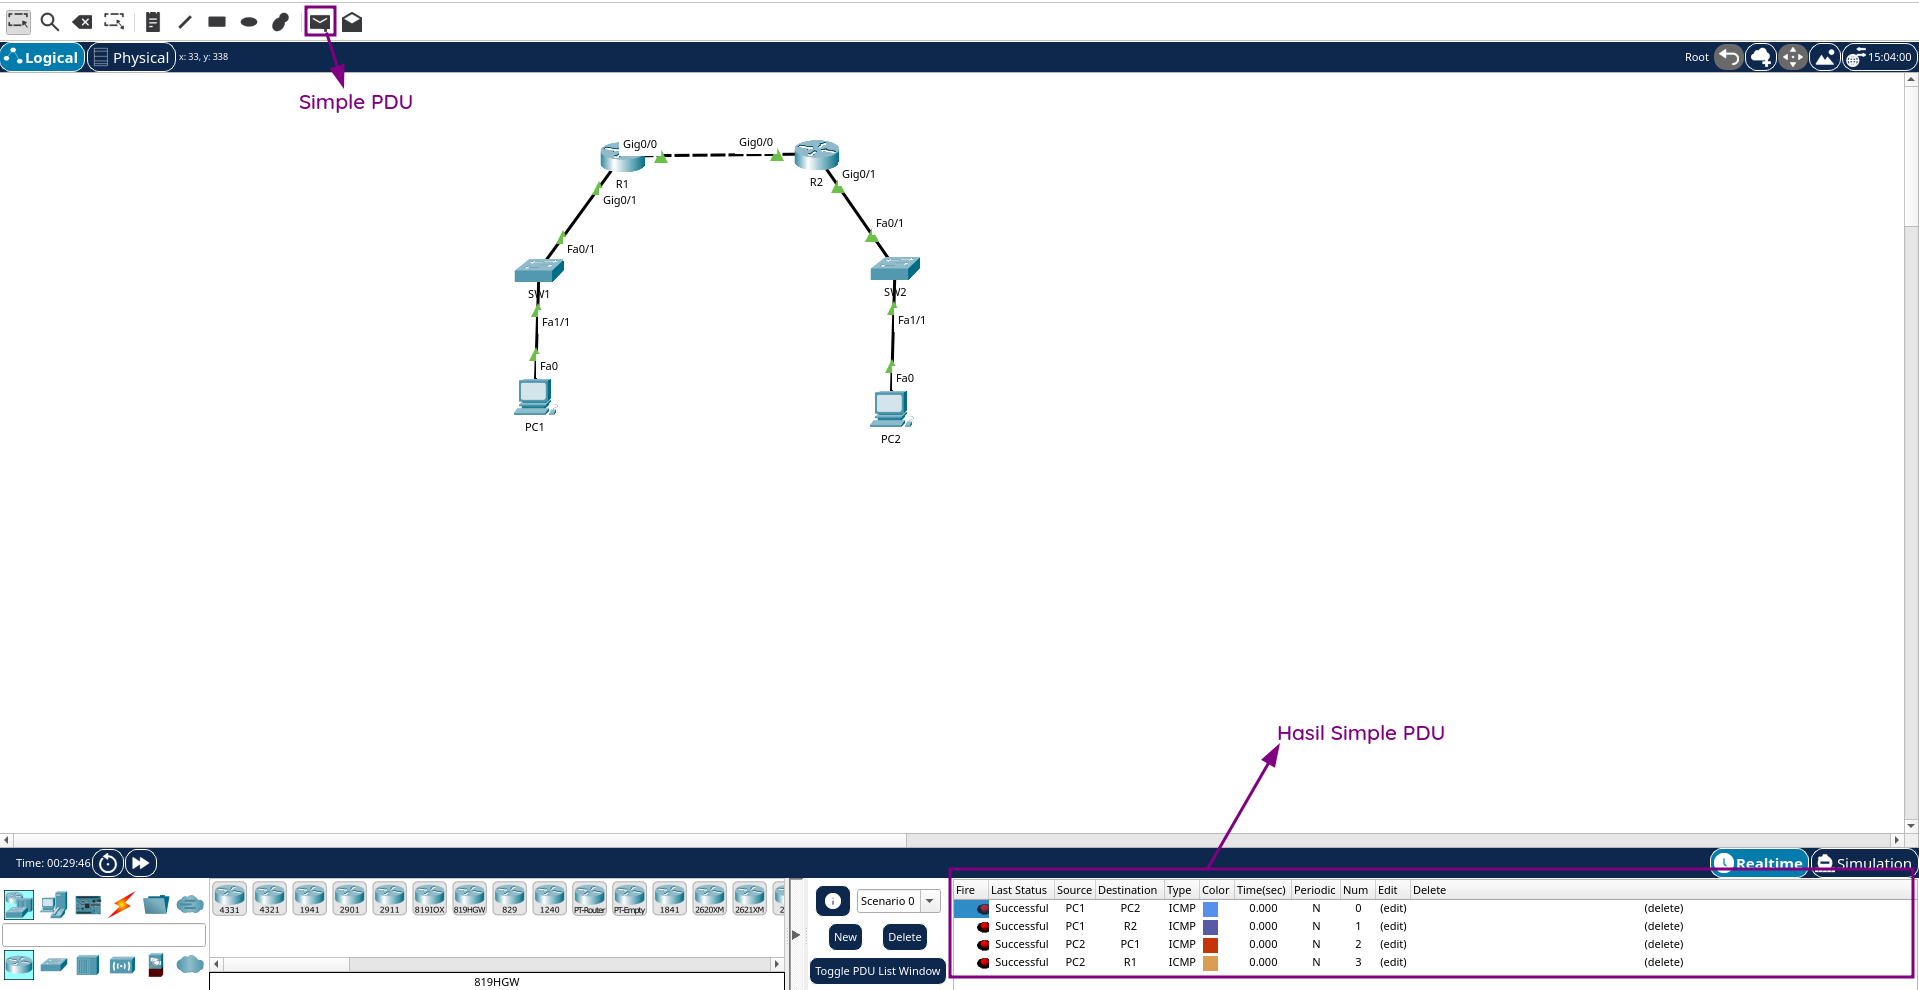 Logical Physical x: 33, y: 338 Root 15:04:00
Simple PDU
Gig0/0 Gig0/0
R1 R2
Gig0/1 Gig0/1
Fa0/1 Fa0/1
SW1 SW2
Fa1/1 Fa1/1
Fa0 Fa0
PC1 PC2
Hasil Simple PDU
Time: 00:29:46 Realtime Simulation
4331 4321 1941 2901 2911 819IOX 819HGW 829 1240 PT-Router PT-Empty 1841 2620XM 2621XM 2
819HGW
Scenario 0
New Delete
Toggle PDU List Window
Fire Last Status Source Destination Type Color Time(sec) Periodic Num Edit Delete
Successful PC1 PC2 ICMP 0.000 N 0 (edit) (delete)
Successful PC1 R2 ICMP 0.000 N 1 (edit) (delete)
Successful PC2 PC1 ICMP 0.000 N 2 (edit) (delete)
Successful PC2 R1 ICMP 0.000 N 3 (edit) (delete)